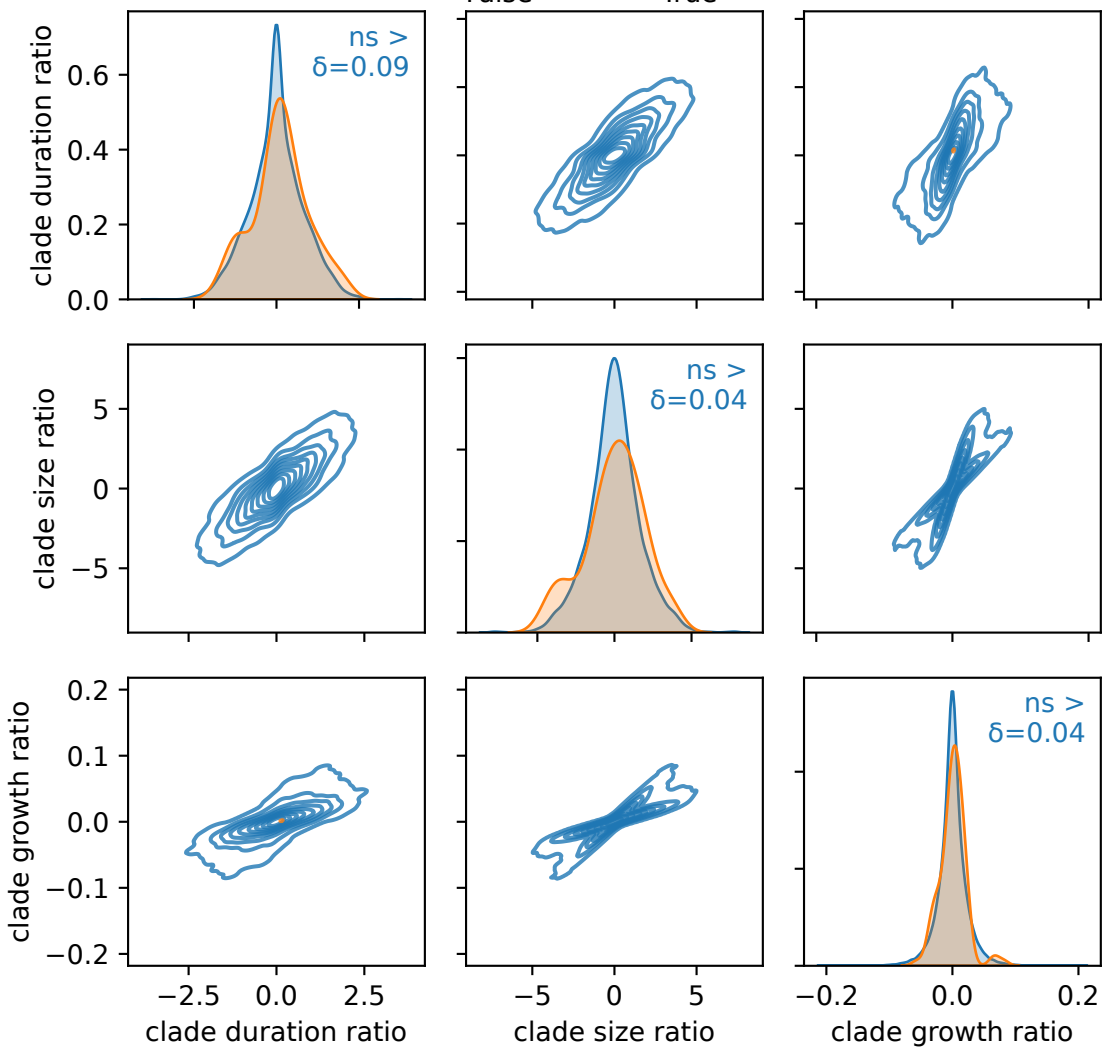 clade duration ratio
0.6
0.4
0.2
0.0
ns >
δ=0.09
clade size ratio
5
0
−5
ns >
δ=0.04
clade growth ratio
0.2
0.1
0.0
−0.1
−0.2
ns >
δ=0.04
−2.5 0.0 2.5
clade duration ratio
−5 0 5
clade size ratio
−0.2 0.0 0.2
clade growth ratio